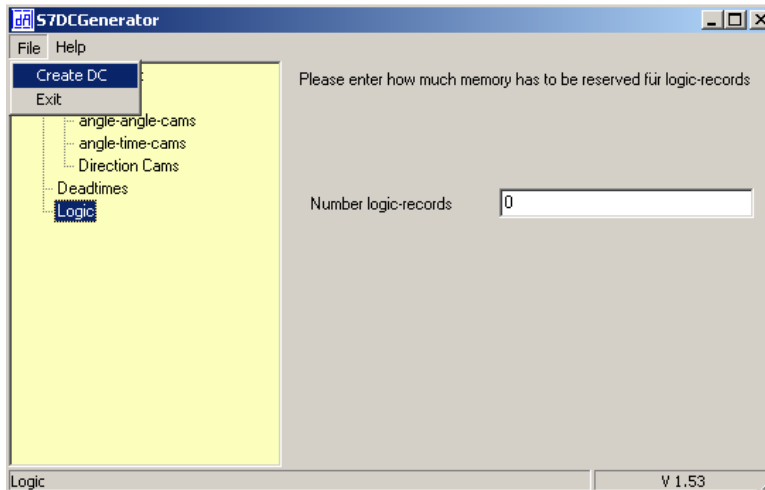 S7DCGenerator
File Help
Create DC
Exit
Please enter how much memory has to be reserved für logic-records
angle-angle-cams
angle-time-cams
Direction Cams
Deadtimes
Logic
Number logic-records 0
Logic V 1.53